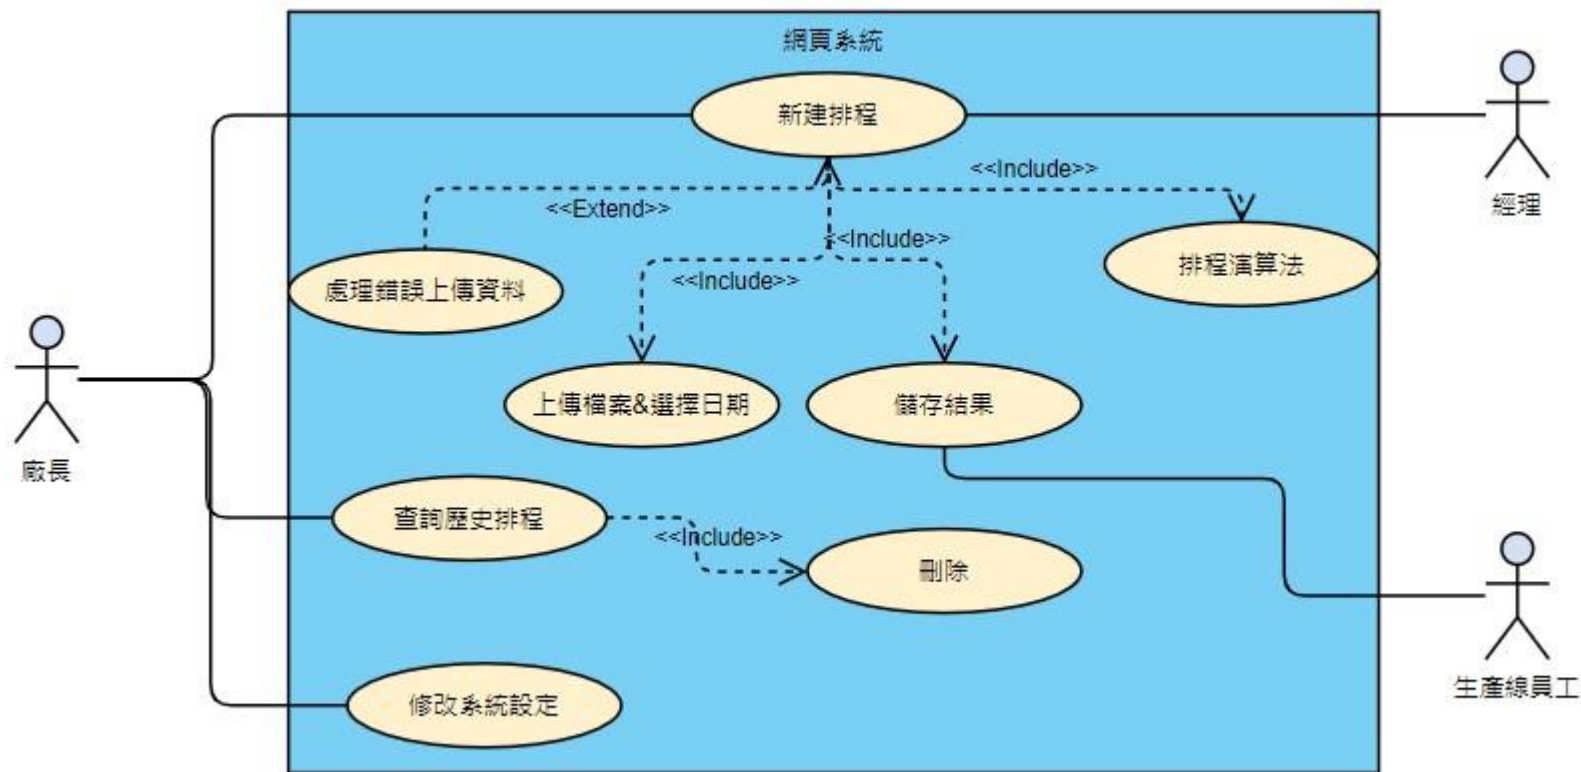 網頁系統
新建排程
<<Include>>
經理
<<Extend>>
<<Include>>
排程演算法
處理錯誤上傳資料
<<Include>>
上傳檔案&選擇日期
儲存結果
廠長
查詢歷史排程
<<Include>>
刪除
生產線員工
修改系統設定